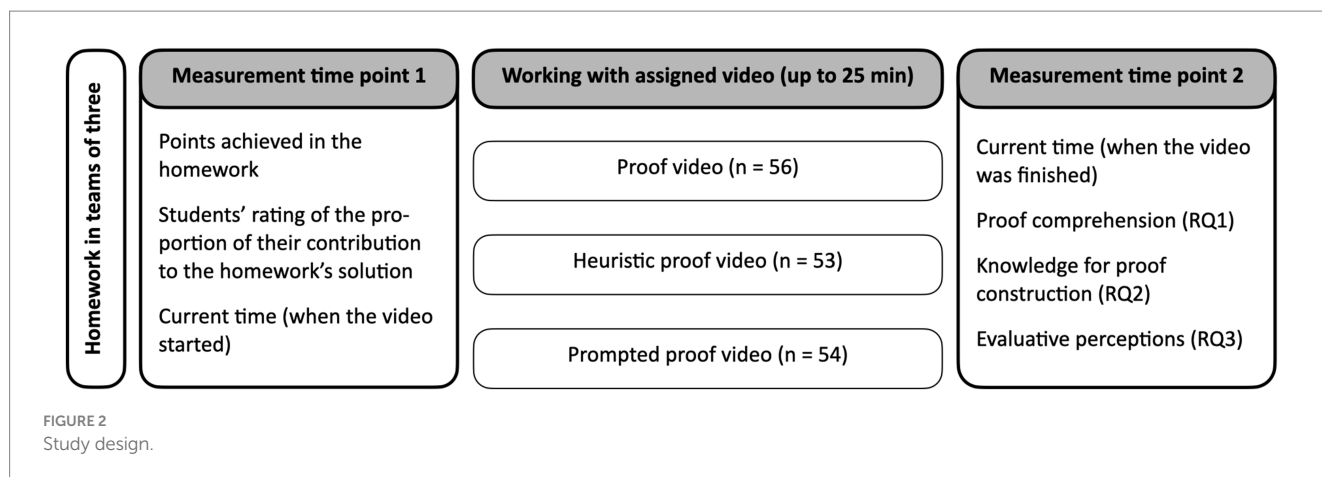 Homework in teams of three
Measurement time point 1
Points achieved in the
homework
Students' rating of the pro-
portion of their contribution
to the homework's solution
Current time (when the video
started)
Working with assigned video (up to 25 min)
Proof video (n = 56)
Heuristic proof video (n = 53)
Prompted proof video (n = 54)
Measurement time point 2
Current time (when the video
was finished)
Proof comprehension (RQ1)
Knowledge for proof
construction (RQ2)
Evaluative perceptions (RQ3)
FIGURE 2
Study design.